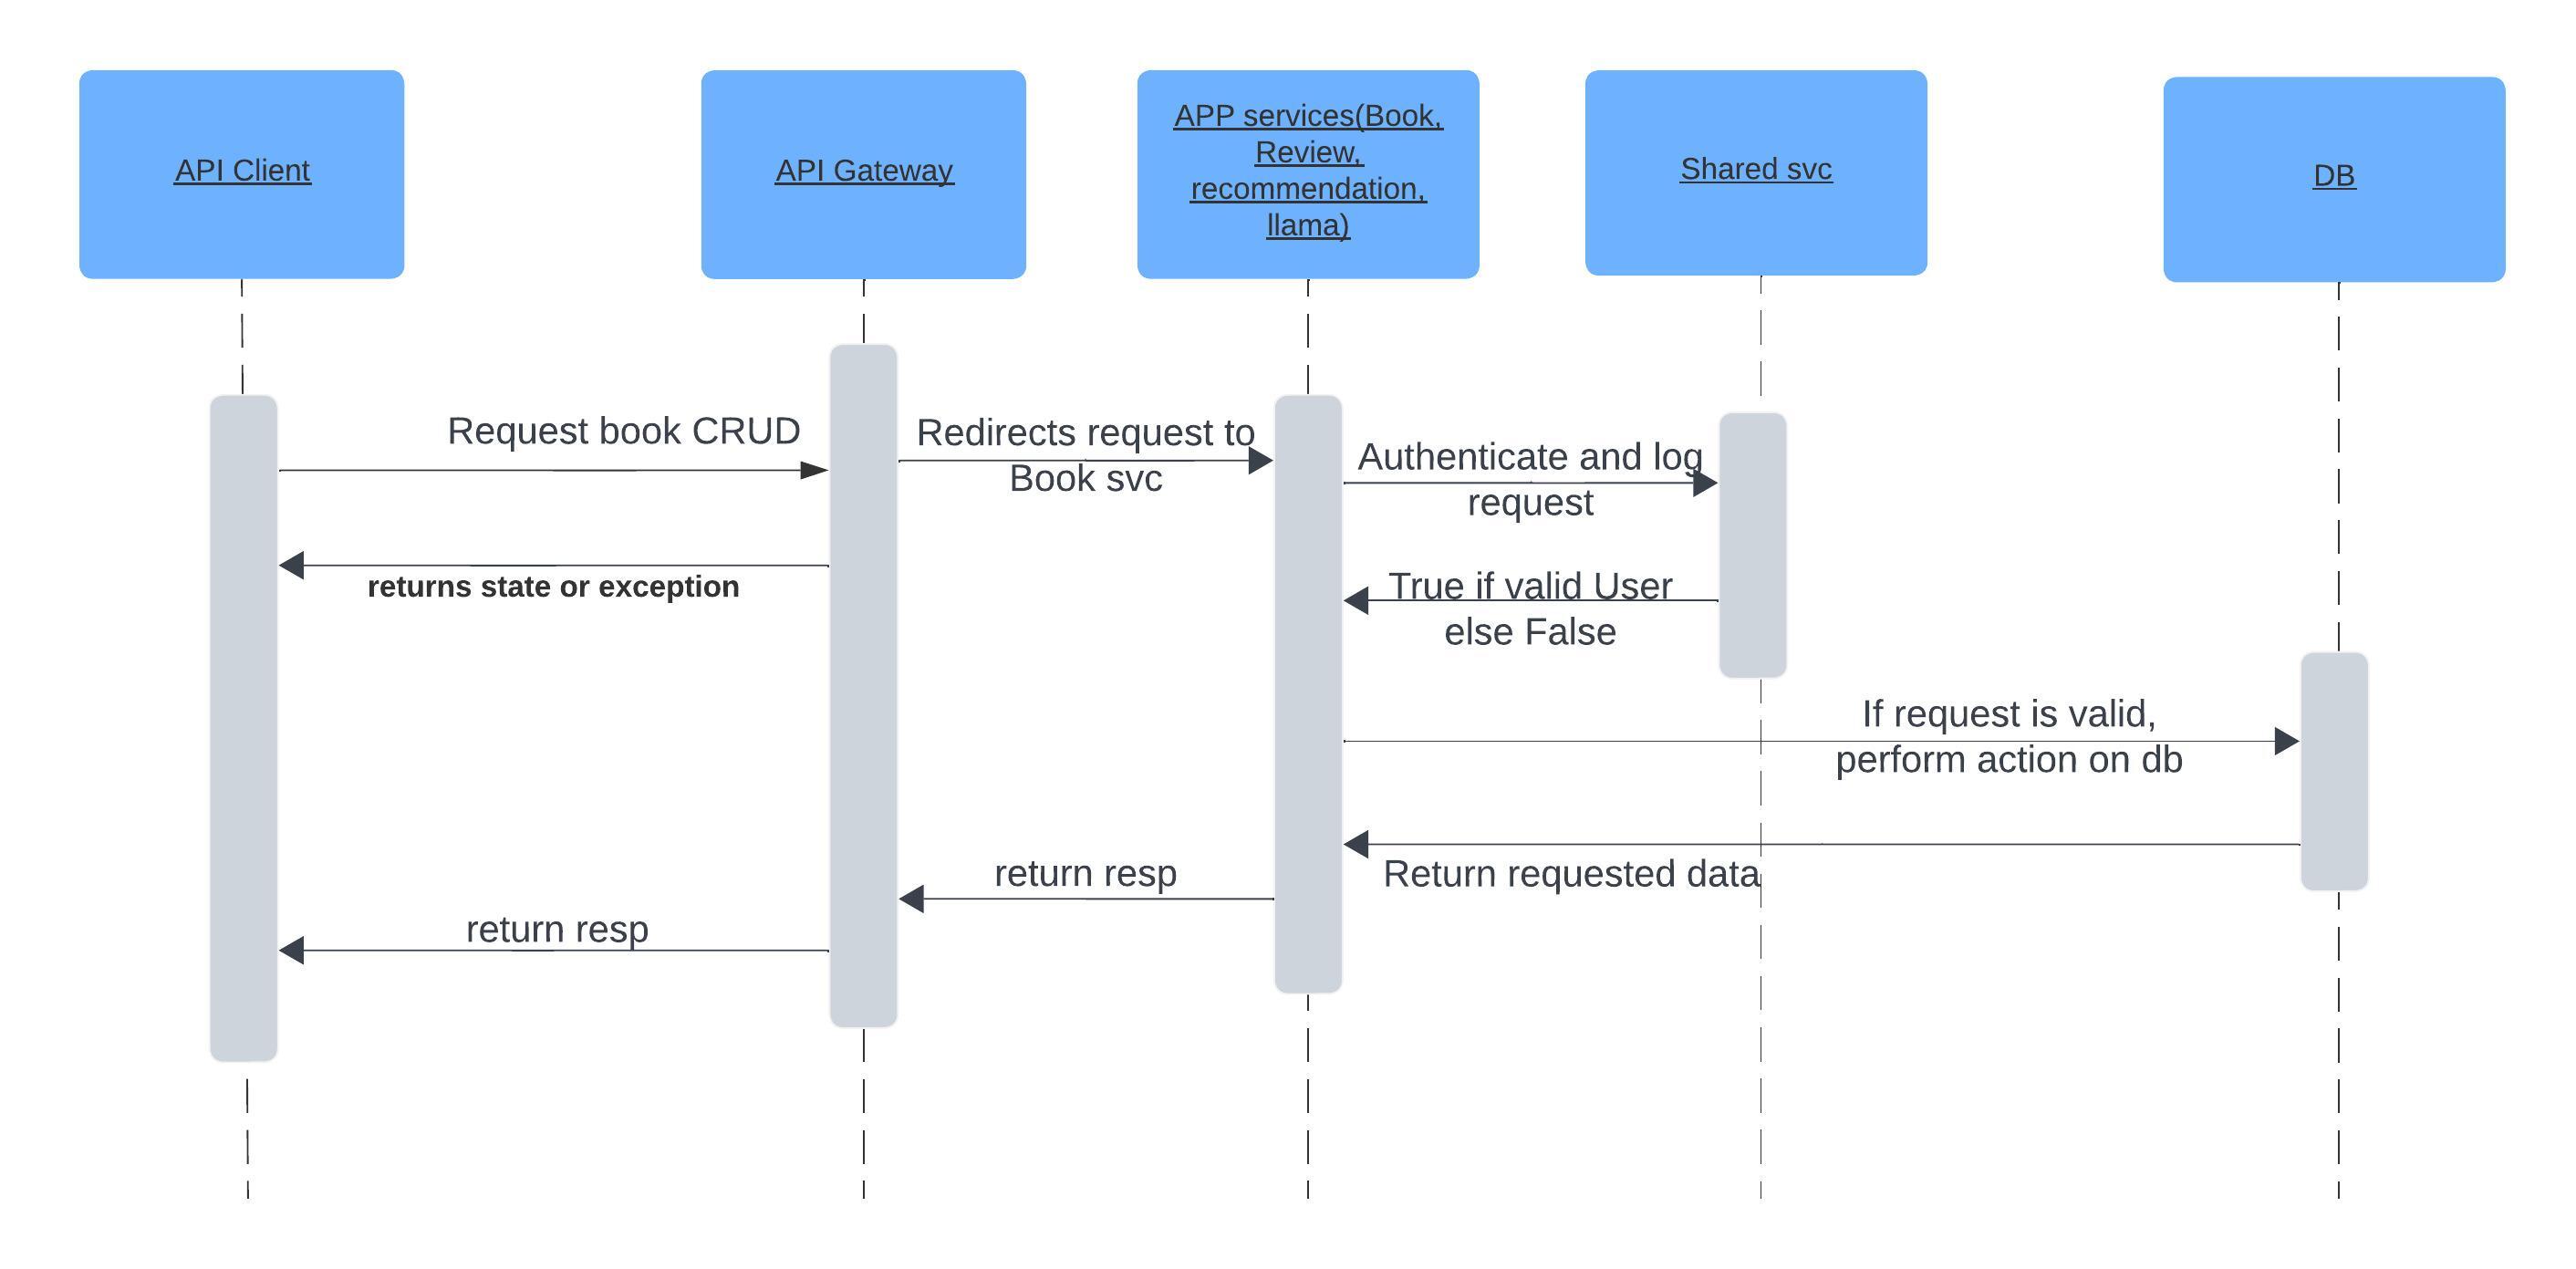 API Client
API Gateway
APP services(Book,
Review,
recommendation,
llama)
Shared svc
DB
Request book CRUD
Redirects request to
Book svc
Authenticate and log
request
returns state or exception
True if valid User
else False
If request is valid,
perform action on db
Return requested data
return resp
return resp